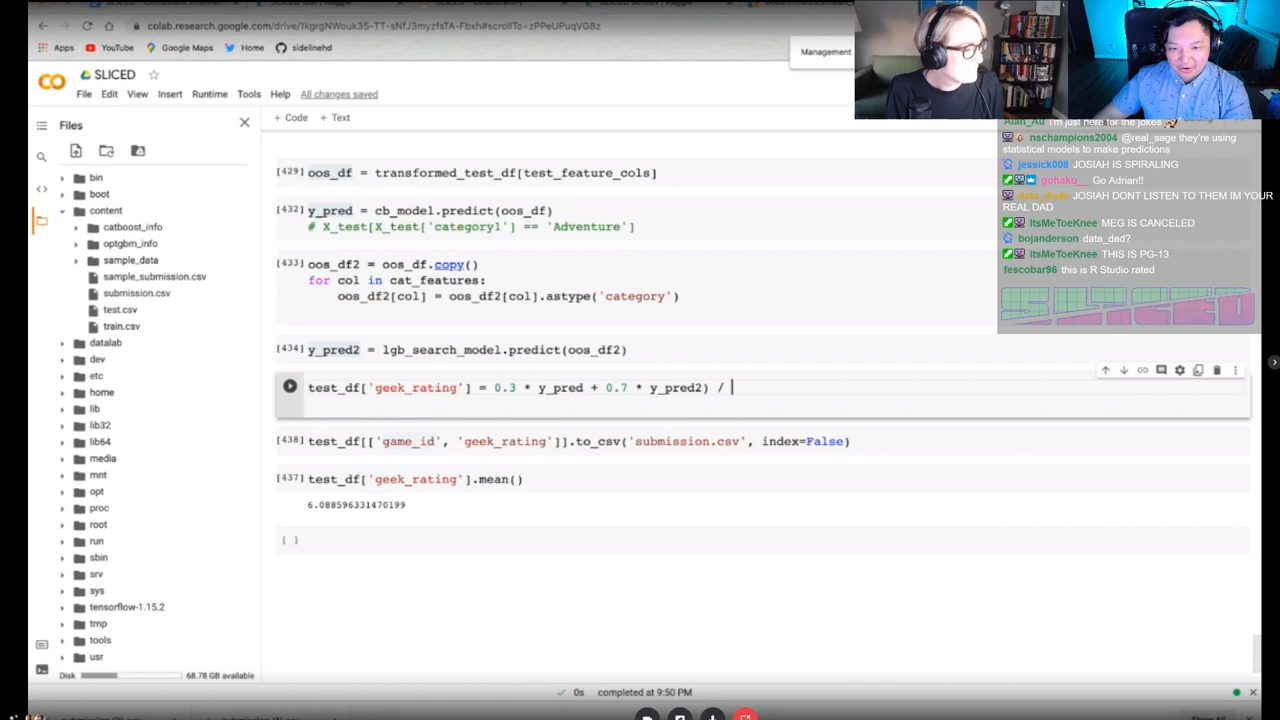 colab.research.google.com/drive/1kgrgNWouk35-TT-sNfJ3myzfsTA-Fbxh#scrollTo=zPPeUPuqVG8z
Apps YouTube Google Maps Home sidelinehd
Management
SLICED
File Edit View Insert Runtime Tools Help All changes saved
Files
+ Code + Text
bin
boot
content
catboost_info
optgbm_info
sample_data
sample_submission.csv
submission.csv
test.csv
train.csv
datalab
dev
etc
home
lib
lib32
lib64
media
mnt
opt
proc
root
run
sbin
srv
sys
tensorflow-1.15.2
tmp
tools
usr
Disk 68.78 GB available
[429] oos_df = transformed_test_df[test_feature_cols]
[432] y_pred = cb_model.predict(oos_df)
# X_test[X_test['category1'] == 'Adventure']
[433] oos_df2 = oos_df.copy()
for col in cat_features:
oos_df2[col] = oos_df2[col].astype('category')
[434] y_pred2 = lgb_search_model.predict(oos_df2)
test_df['geek_rating'] = 0.3 * y_pred + 0.7 * y_pred2) /
[438] test_df[['game_id', 'geek_rating']].to_csv('submission.csv', index=False)
[437] test_df['geek_rating'].mean()
6.088596331470199
[ ]
0s completed at 9:50 PM
Alan_Au I'm just here for the jokes
nschampions2004 @real_sage they're using
statistical models to make predictions
jessick008 JOSIAH IS SPIRALING
gohaku__ Go Adrian!!
data_dude JOSIAH DONT LISTEN TO THEM IM YOUR
REAL DAD
ItsMeToeKnee MEG IS CANCELED
bojanderson data_dad?
ItsMeToeKnee THIS IS PG-13
fescobar96 this is R Studio rated
SLICED